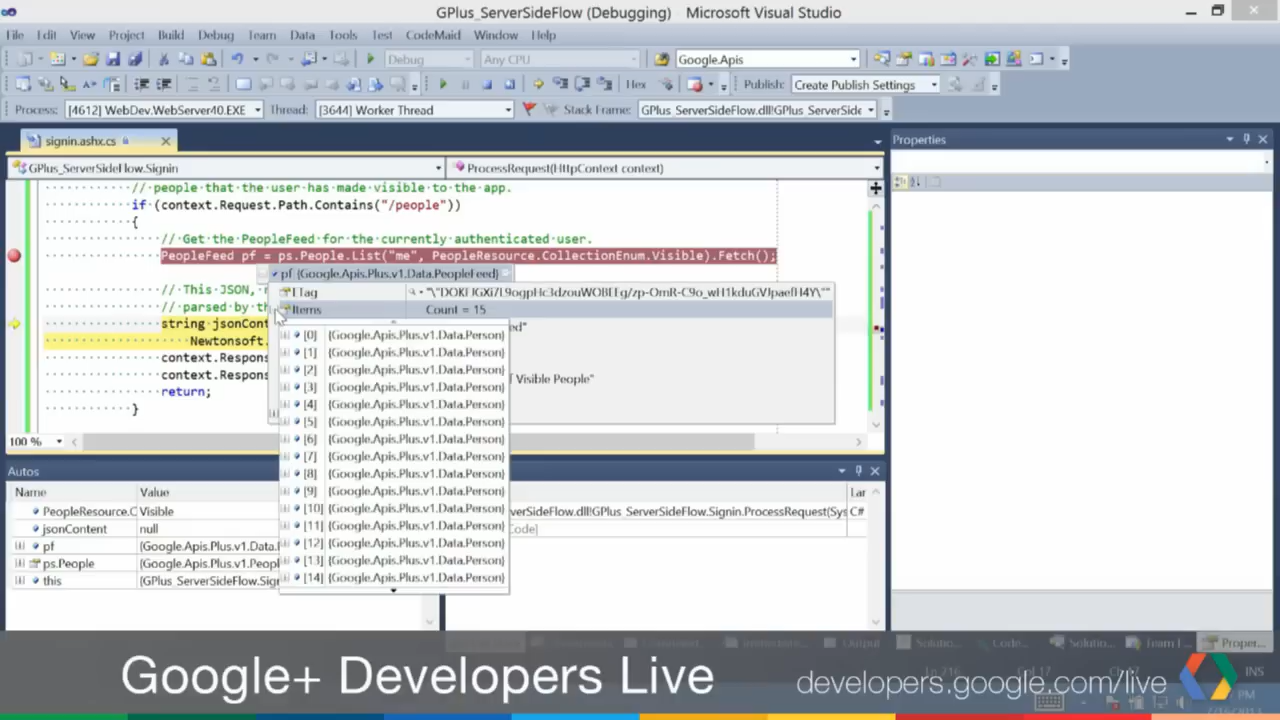 GPlus_ServerSideFlow (Debugging) - Microsoft Visual Studio
File Edit View Project Build Debug Team Data Tools Test CodeMaid Window Help
Debug Any CPU Google.Apis
Hex Publish: Create Publish Settings
Process: [4612] WebDev.WebServer40.EXE Thread: [3644] Worker Thread Stack Frame: GPlus_ServerSideFlow.dll!GPlus_ServerSide
signin.ashx.cs
Properties
GPlus_ServerSideFlow.Signin ProcessRequest(HttpContext context)
// people that the user has made visible to the app.
if (context.Request.Path.Contains("/people"))
{
// Get the PeopleFeed for the currently authenticated user.
PeopleFeed pf = ps.People.List("me", PeopleResource.CollectionEnum.Visible).Fetch();
pf {Google.Apis.Plus.v1.Data.PeopleFeed}
// This JSON,
ETag
// parsed by th
Items Count = 15
string jsonCont
Newtonsoft.
context.Respons
context.Respons
return;
}
Visible People"
[0] {Google.Apis.Plus.v1.Data.Person}
[1] {Google.Apis.Plus.v1.Data.Person}
[2] {Google.Apis.Plus.v1.Data.Person}
[3] {Google.Apis.Plus.v1.Data.Person}
[4] {Google.Apis.Plus.v1.Data.Person}
[5] {Google.Apis.Plus.v1.Data.Person}
[6] {Google.Apis.Plus.v1.Data.Person}
[7] {Google.Apis.Plus.v1.Data.Person}
[8] {Google.Apis.Plus.v1.Data.Person}
[9] {Google.Apis.Plus.v1.Data.Person}
[10] {Google.Apis.Plus.v1.Data.Person}
[11] {Google.Apis.Plus.v1.Data.Person}
[12] {Google.Apis.Plus.v1.Data.Person}
[13] {Google.Apis.Plus.v1.Data.Person}
[14] {Google.Apis.Plus.v1.Data.Person}
100 %
Autos
Name Value Lar
PeopleResource.C Visible erSideFlow.dll!GPlus_ServerSideFlow.Signin.ProcessRequest(Sys C#
jsonContent null Code]
pf {Google.Apis.Plus.v1.Data.
ps.People {Google.Apis.Plus.v1.Peopl
this {GPlus_ServerSideFlow.Sign
Output Solutio... Code... Solutio... Team Proper...
INS
Google+ Developers Live
developers.google.com/live